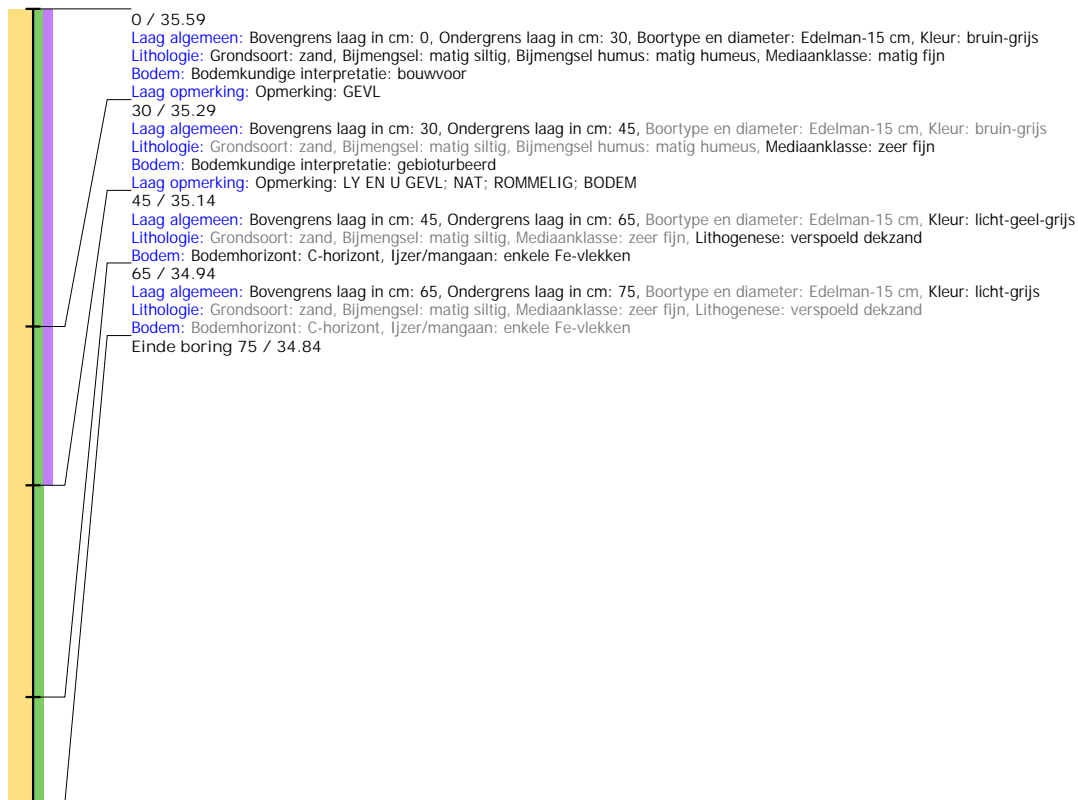 0 / 35.59
Laag algemeen: Bovengrens laag in cm: 0, Ondergrens laag in cm: 30, Boortype en diameter: Edelman-15 cm, Kleur: bruin-grijs
Lithologie: Grondsoort: zand, Bijmengsel: matig siltig, Bijmengsel humus: matig humeus, Mediaanklasse: matig fijn
Bodem: Bodemkundige interpretatie: bouwvoor
Laag opmerking: Opmerking: GEVL
30 / 35.29
Laag algemeen: Bovengrens laag in cm: 30, Ondergrens laag in cm: 45, Boortype en diameter: Edelman-15 cm, Kleur: bruin-grijs
Lithologie: Grondsoort: zand, Bijmengsel: matig siltig, Bijmengsel humus: matig humeus, Mediaanklasse: zeer fijn
Bodem: Bodemkundige interpretatie: gebioturbeerd
Laag opmerking: Opmerking: LY EN U GEVL; NAT; ROMMELIG; BODEM
45 / 35.14
Laag algemeen: Bovengrens laag in cm: 45, Ondergrens laag in cm: 65, Boortype en diameter: Edelman-15 cm, Kleur: licht-geel-grijs
Lithologie: Grondsoort: zand, Bijmengsel: matig siltig, Mediaanklasse: zeer fijn, Lithogenese: verspoeld dekzand
Bodem: Bodemhorizont: C-horizont, Ijzer/mangaan: enkele Fe-vlekken
65 / 34.94
Laag algemeen: Bovengrens laag in cm: 65, Ondergrens laag in cm: 75, Boortype en diameter: Edelman-15 cm, Kleur: licht-grijs
Lithologie: Grondsoort: zand, Bijmengsel: matig siltig, Mediaanklasse: zeer fijn, Lithogenese: verspoeld dekzand
Bodem: Bodemhorizont: C-horizont, Ijzer/mangaan: enkele Fe-vlekken
Einde boring 75 / 34.84